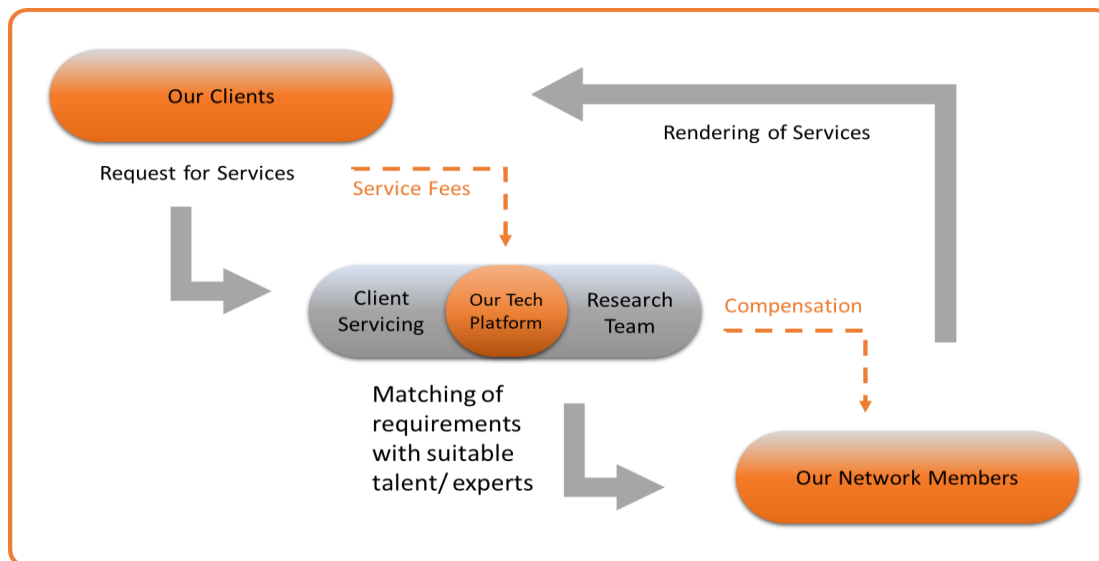 Our Clients
Rendering of Services
Request for Services
Service Fees
Client
Servicing
Our Tech
Platform
Research
Team
Compensation
Matching of
requirements
with suitable
talent/ experts
Our Network Members